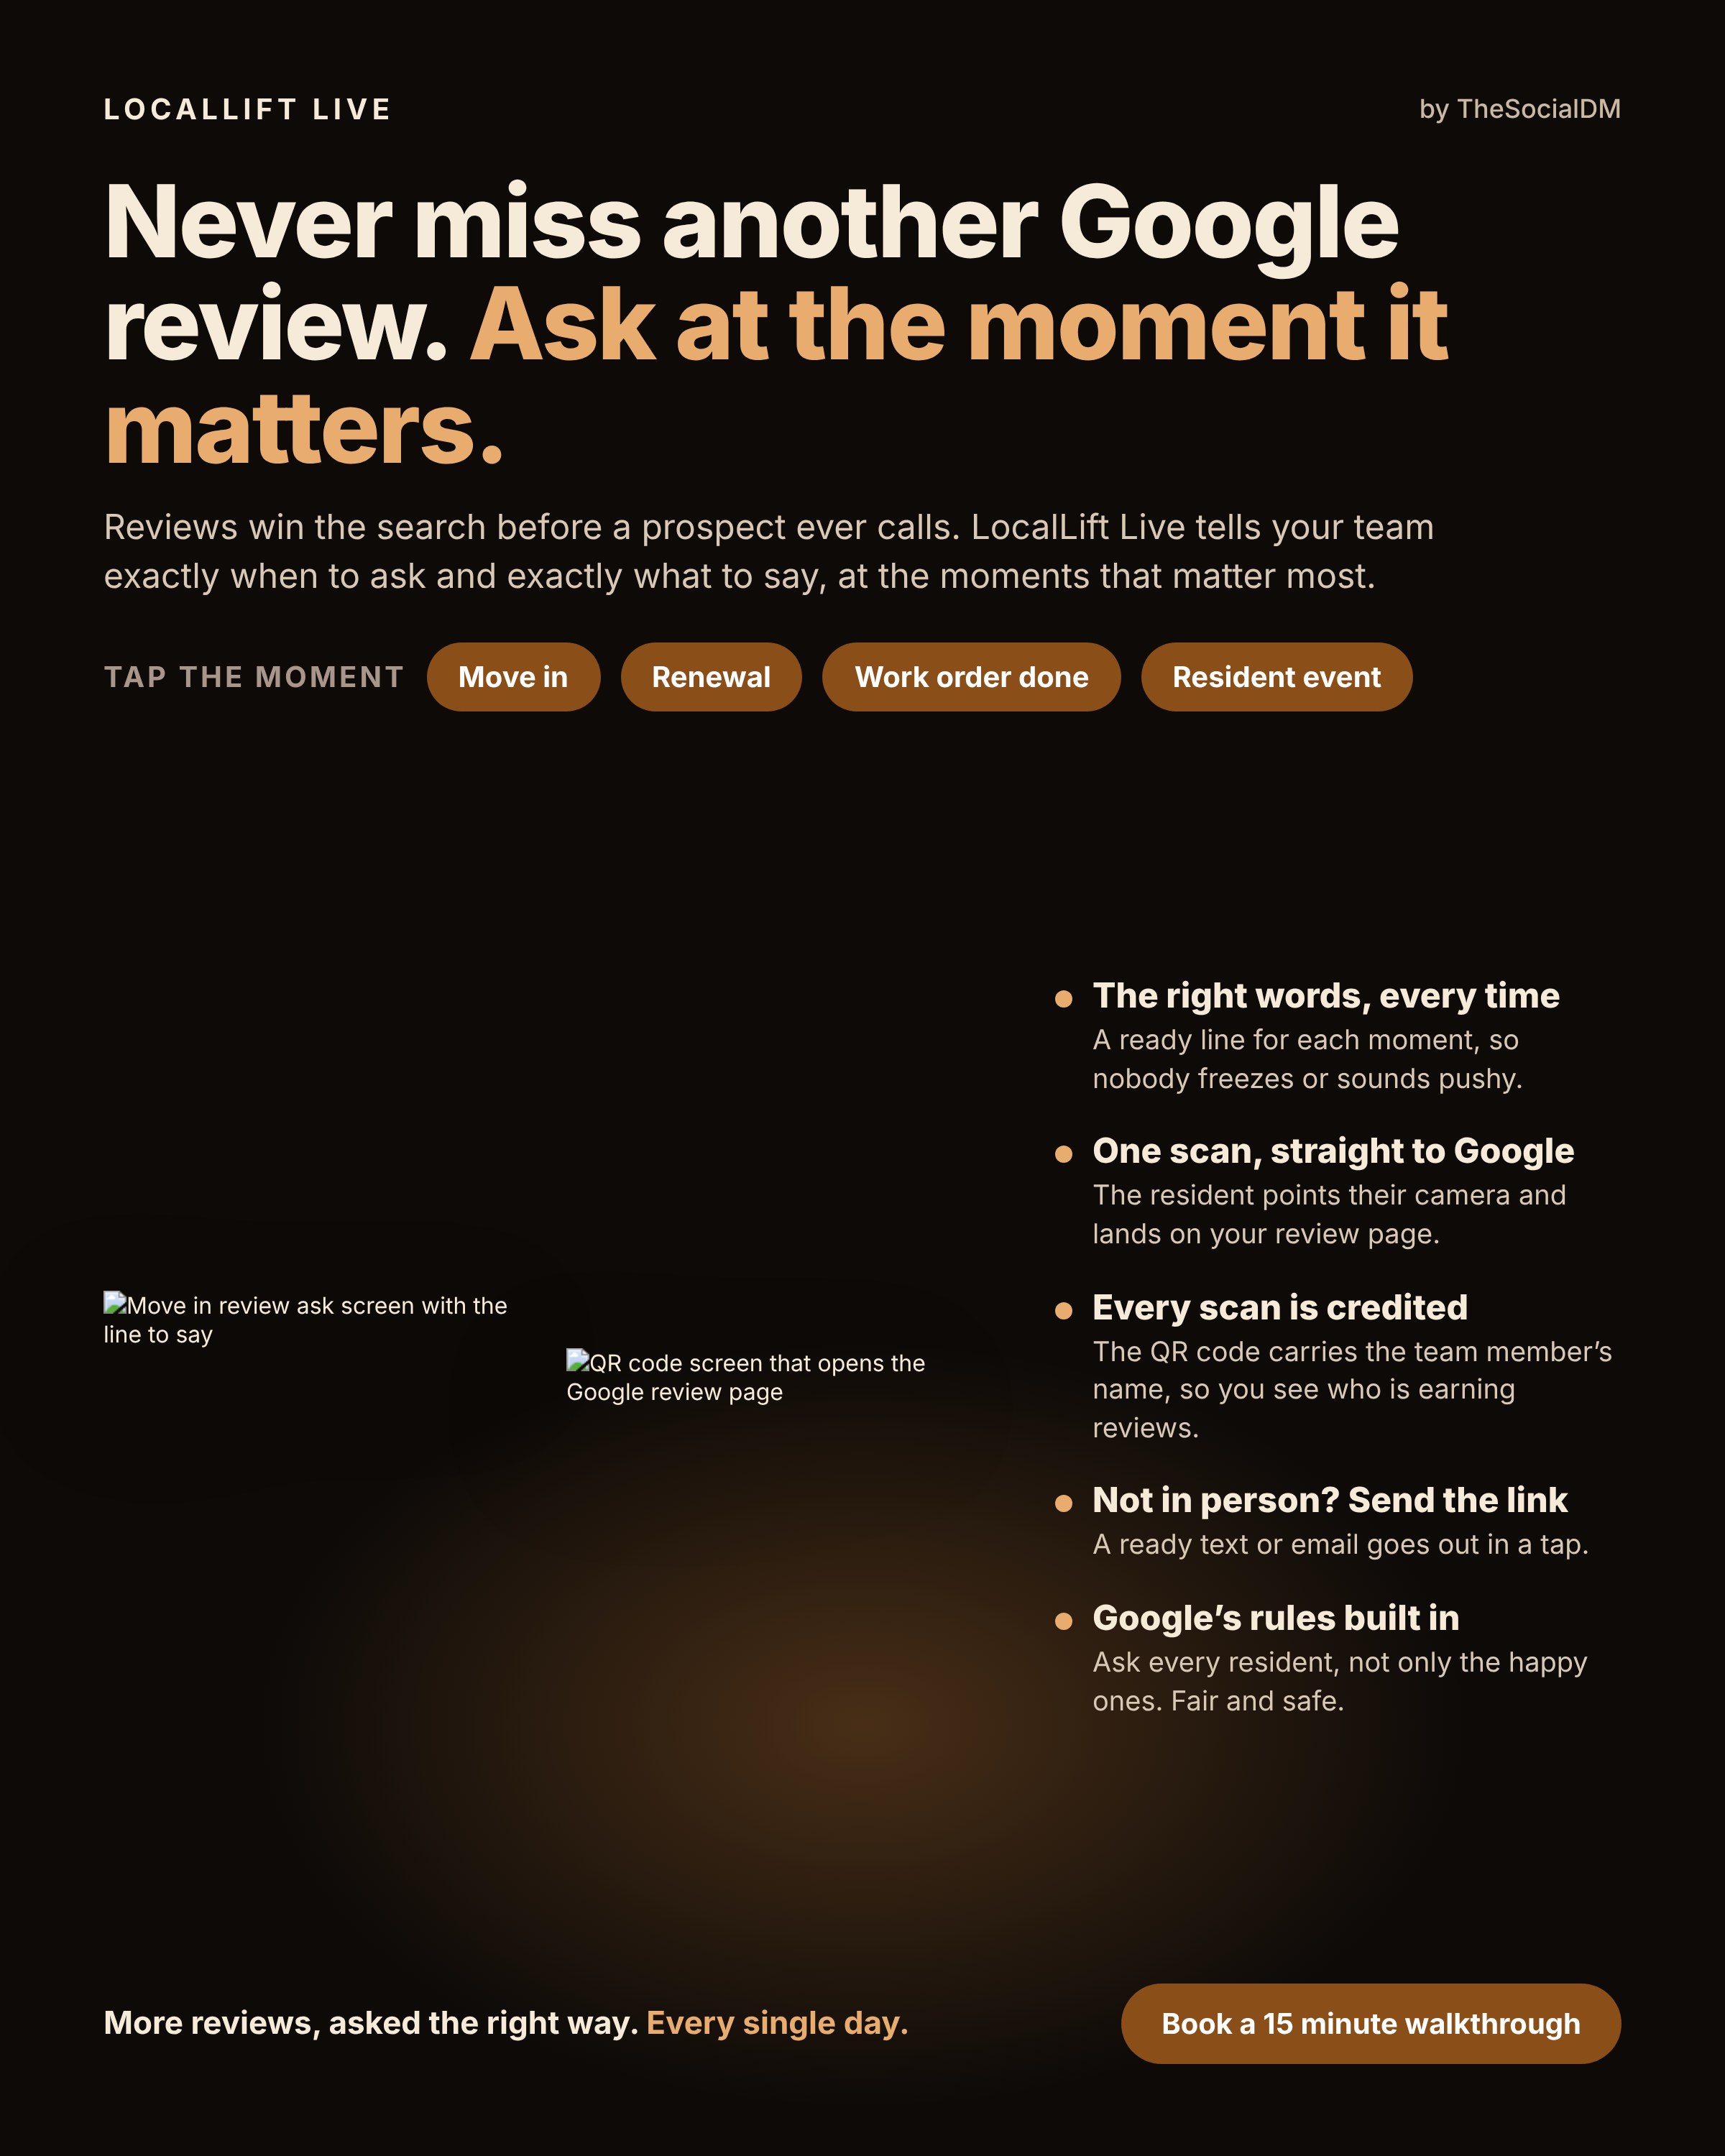 LOCALLIFT LIVE
by TheSocialDM
Never miss another Google
review. Ask at the moment it
matters.
Reviews win the search before a prospect ever calls. LocalLift Live tells your team
exactly when to ask and exactly what to say, at the moments that matter most.
TAP THE MOMENT
Move in
Renewal
Work order done
Resident event
Move in review ask screen with the
line to say
QR code screen that opens the
Google review page
The right words, every time
A ready line for each moment, so
nobody freezes or sounds pushy.
One scan, straight to Google
The resident points their camera and
lands on your review page.
Every scan is credited
The QR code carries the team member’s
name, so you see who is earning
reviews.
Not in person? Send the link
A ready text or email goes out in a tap.
Google’s rules built in
Ask every resident, not only the happy
ones. Fair and safe.
More reviews, asked the right way. Every single day.
Book a 15 minute walkthrough